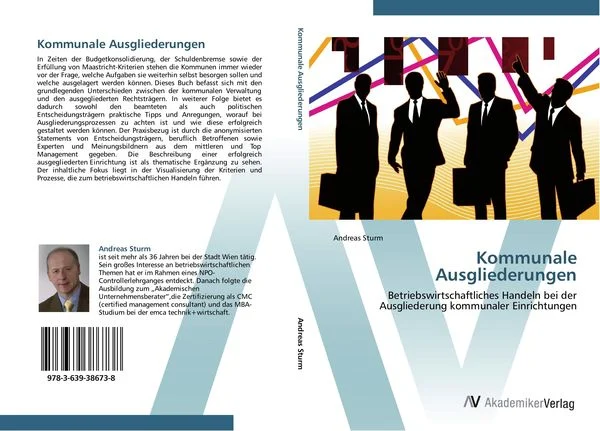 Kommunale Ausgliederungen
In Zeiten der Budgetkonsolidierung, der Schuldenbremse sowie der
Erfüllung von Maastricht-Kriterien stehen die Kommunen immer wieder
vor der Frage, welche Aufgaben sie weiterhin selbst besorgen sollen und
welche ausgelagert werden können. Dieses Buch befasst sich mit den
grundlegenden Unterschieden zwischen der kommunalen Verwaltung
und den ausgegliederten Rechtsträgern. In weiterer Folge bietet es
dadurch sowohl den beamteten als auch politischen
Entscheidungsträgern praktische Tipps und Anregungen, worauf bei
Ausgliederungsprozessen zu achten ist und wie diese erfolgreich
gestaltet werden können. Der Praxisbezug ist durch die anonymisierten
Statements von Entscheidungsträgern, beruflich Betroffenen sowie
Experten und Meinungsbildnern aus dem mittleren und Top
Management gegeben. Die Beschreibung einer erfolgreich
ausgegliederten Einrichtung ist als thematische Ergänzung zu sehen.
Der inhaltliche Fokus liegt in der Visualisierung der Kriterien und
Prozesse, die zum betriebswirtschaftlichen Handeln führen.
Andreas Sturm
ist seit mehr als 36 Jahren bei der Stadt Wien tätig.
Sein großes Interesse an betriebswirtschaftlichen
Themen hat er im Rahmen eines NPO-
Controllerlehrganges entdeckt. Danach folgte die
Ausbildung zum „Akademischen
Unternehmensberater",die Zertifizierung als CMC
(certified management consultant) und das MBA-
Studium bei der emca technik+wirtschaft.
978-3-639-38673-8
Kommunale Ausgliederungen
Andreas Sturm
Andreas Sturm
Kommunale
Ausgliederungen
Betriebswirtschaftliches Handeln bei der
Ausgliederung kommunaler Einrichtungen
AV AkademikerVerlag